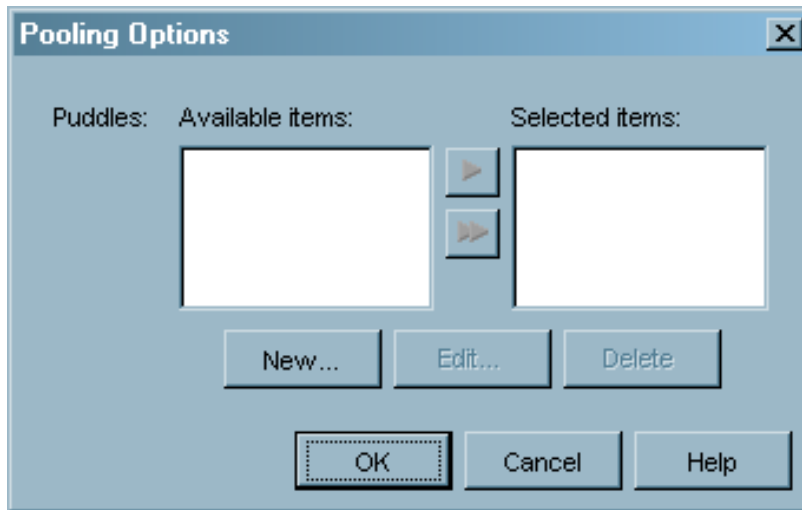 Pooling Options
Puddles: Available items: Selected items:
New... Edit... Delete
OK Cancel Help